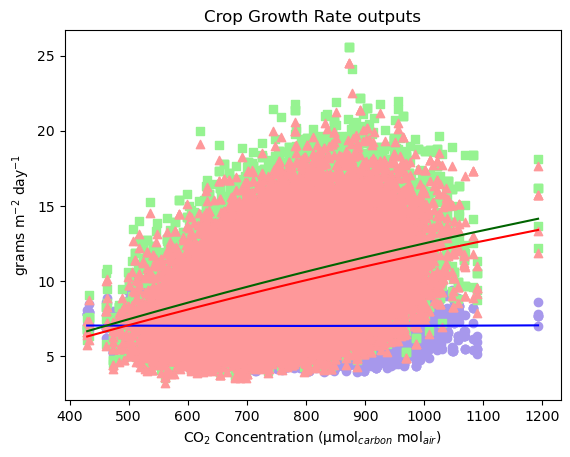 Crop Growth Rate outputs
grams m⁻² day⁻¹
25
20
15
10
5
400 500 600 700 800 900 1000 1100 1200
CO₂ Concentration (μmol_carbon mol_air)